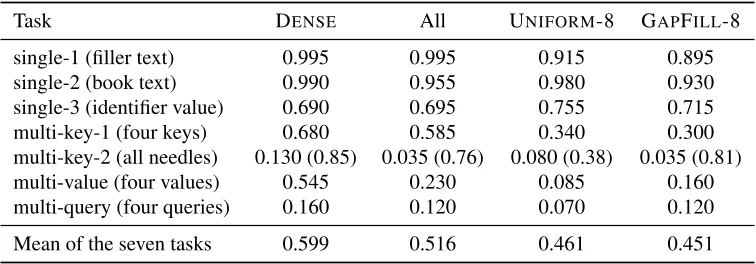 Task DENSE All UNIFORM-8 GAPFILL-8
single-1 (filler text) 0.995 0.995 0.915 0.895
single-2 (book text) 0.990 0.955 0.980 0.930
single-3 (identifier value) 0.690 0.695 0.755 0.715
multi-key-1 (four keys) 0.680 0.585 0.340 0.300
multi-key-2 (all needles) 0.130 (0.85) 0.035 (0.76) 0.080 (0.38) 0.035 (0.81)
multi-value (four values) 0.545 0.230 0.085 0.160
multi-query (four queries) 0.160 0.120 0.070 0.120
Mean of the seven tasks 0.599 0.516 0.461 0.451